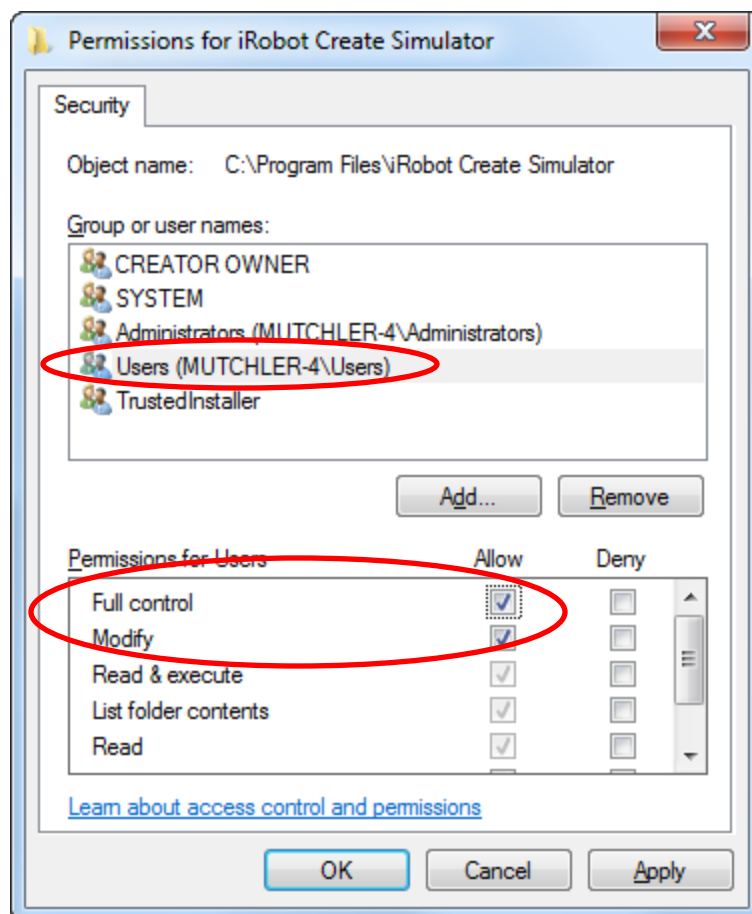 Permissions for iRobot Create Simulator
x
Security
Object name: C:\Program Files\iRobot Create Simulator
Group or user names:
CREATOR OWNER
SYSTEM
Administrators (MUTCHLER-4\Administrators)
Users (MUTCHLER-4\Users)
TrustedInstaller
Add... Remove
Permissions for Users Allow Deny
Full control
Modify
Read & execute
List folder contents
Read
Learn about access control and permissions
OK Cancel Apply